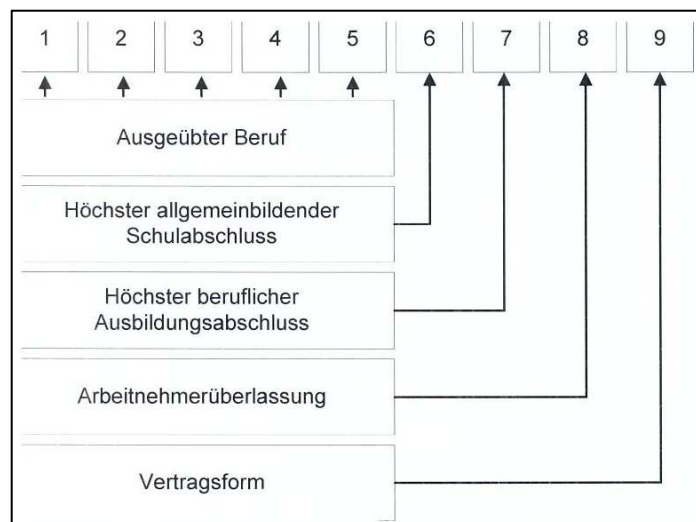 1 2 3 4 5 6 7 8 9
Ausgeübter Beruf
Höchster allgemeinbildender
Schulabschluss
Höchster beruflicher
Ausbildungsabschluss
Arbeitnehmerüberlassung
Vertragsform